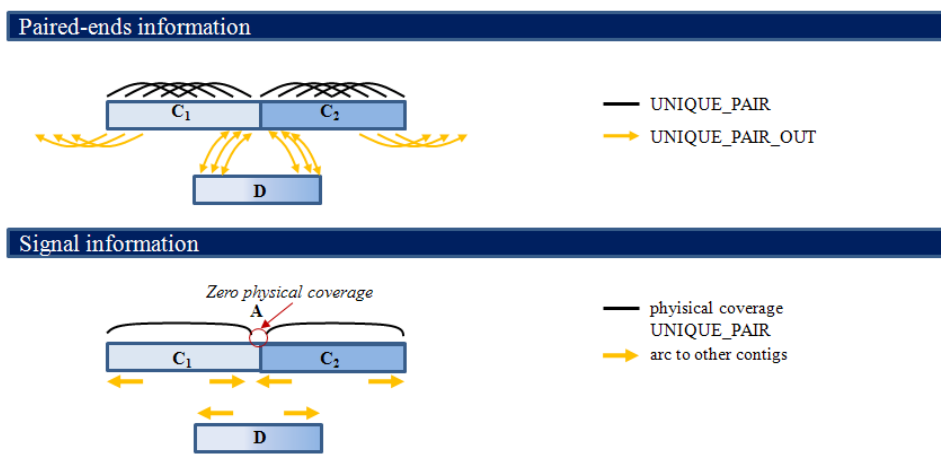 Paired-ends information
C1 C2
UNIQUE_PAIR
UNIQUE_PAIR_OUT
D
Signal information
Zero physical coverage
A
phyisical coverage
UNIQUE_PAIR
C1 C2
arc to other contigs
D